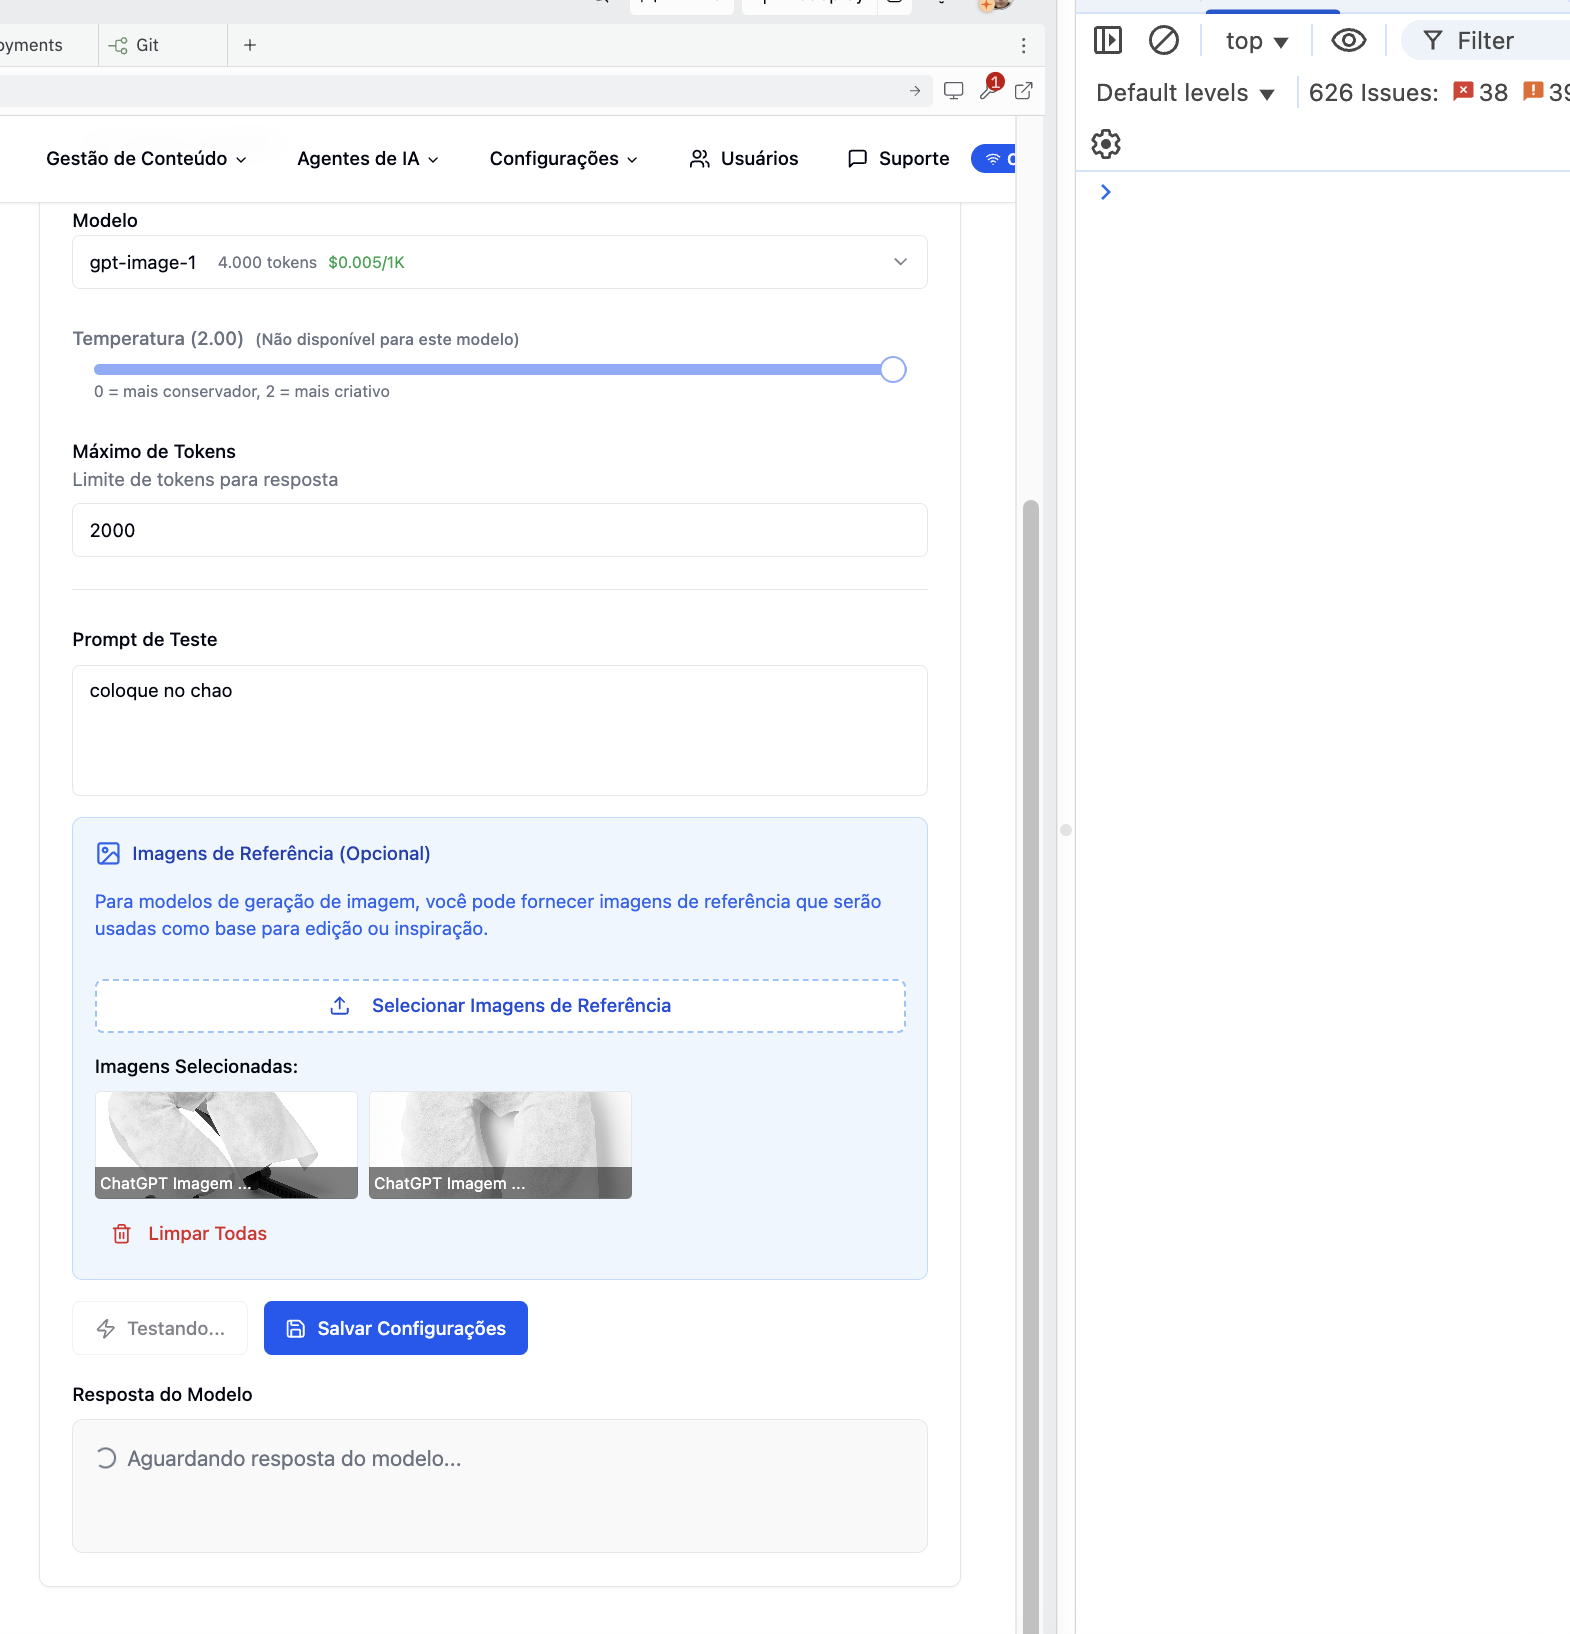 Git
1
Gestão de Conteúdo
Agentes de IA
Configurações
Usuários
Suporte
Modelo
gpt-image-1 4.000 tokens $0.005/1K
Temperatura (2.00) (Não disponível para este modelo)
0 = mais conservador, 2 = mais criativo
Máximo de Tokens
Limite de tokens para resposta
2000
Prompt de Teste
coloque no chao
Imagens de Referência (Opcional)
Para modelos de geração de imagem, você pode fornecer imagens de referência que serão
usadas como base para edição ou inspiração.
Selecionar Imagens de Referência
Imagens Selecionadas:
ChatGPT Imagem ...
ChatGPT Imagem ...
Limpar Todas
Testando...
Salvar Configurações
Resposta do Modelo
Aguardando resposta do modelo...
top
Filter
Default levels
626 Issues: 38 39